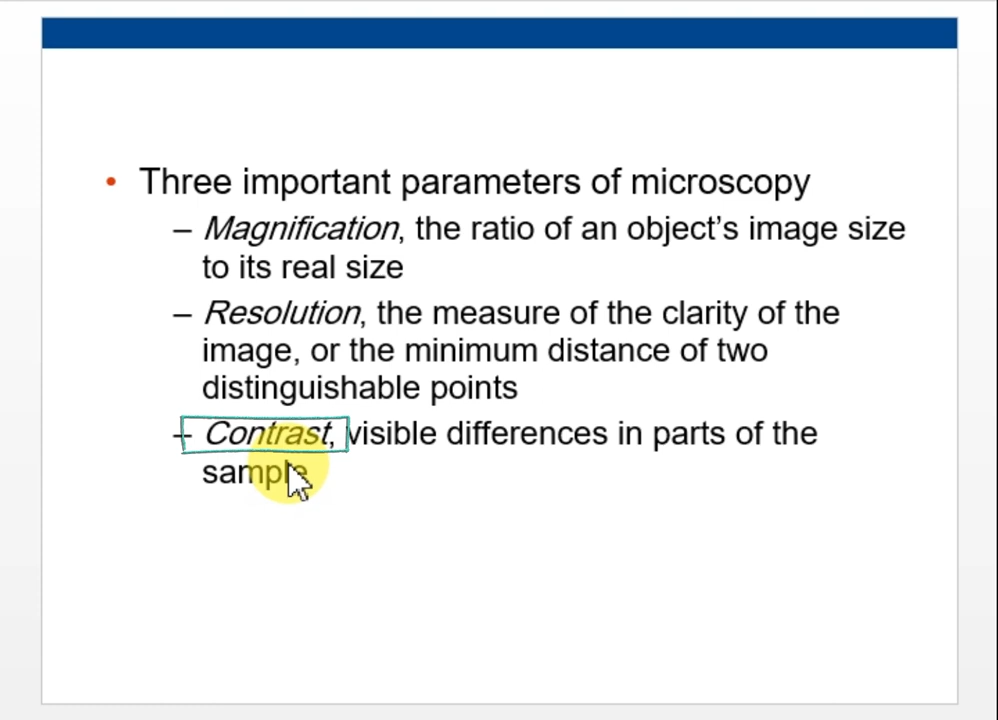 • Three important parameters of microscopy
– Magnification, the ratio of an object’s image size
to its real size
– Resolution, the measure of the clarity of the
image, or the minimum distance of two
distinguishable points
– Contrast, visible differences in parts of the
sample